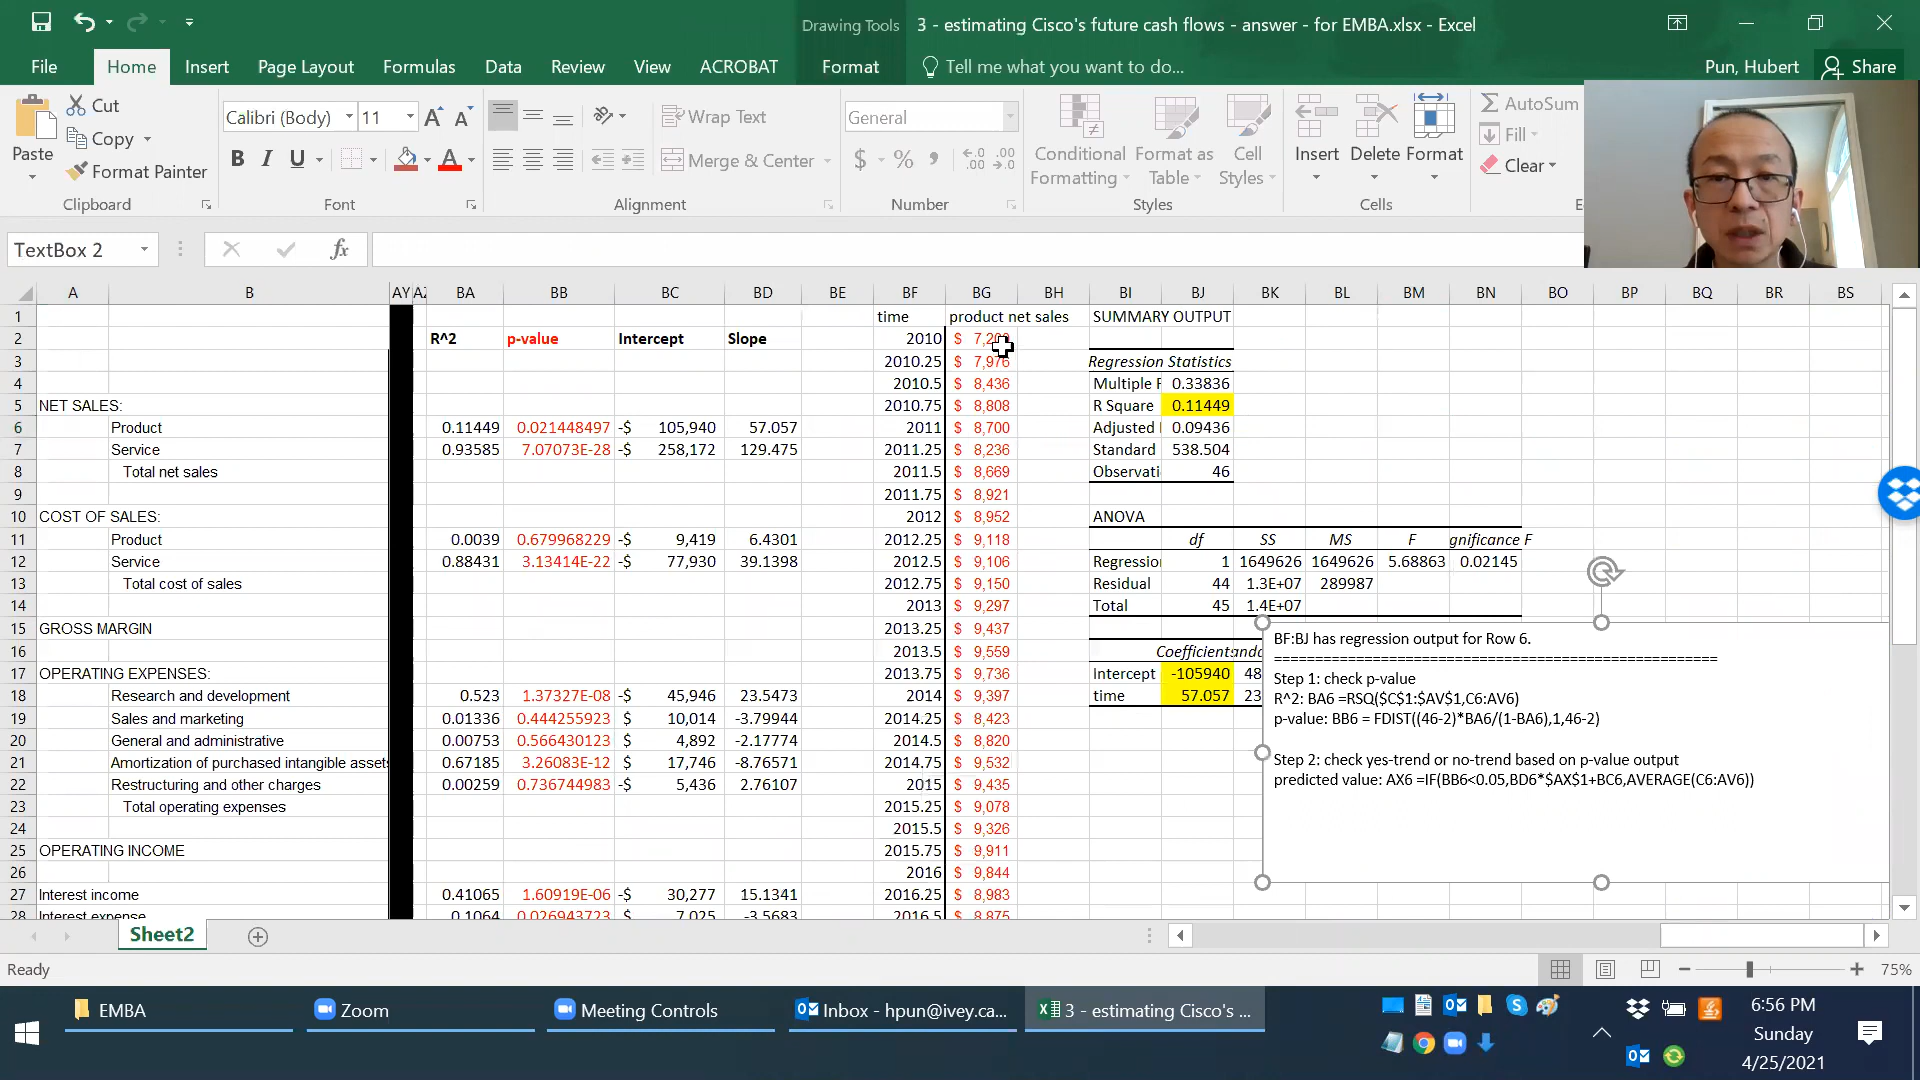 Drawing Tools
3 - estimating Cisco's future cash flows - answer - for EMBA.xlsx - Excel
File Home Insert Page Layout Formulas Data Review View ACROBAT Format Tell me what you want to do... Pun, Hubert Share
Paste Cut Copy Format Painter
Calibri (Body) 11
Wrap Text
Merge & Center
General
Conditional Formatting Format as Table Cell Styles
Insert Delete Format
AutoSum
Fill
Clear
Clipboard Font Alignment Number Styles Cells
TextBox 2
A B AY BA BB BC BD BE BF BG BH BI BJ BK BL BM BN BO BP BQ BR BS
1 time product net sales SUMMARY OUTPUT
2 R^2 p-value Intercept Slope 2010
3 2010.25 $ 7,976 Regression Statistics
4 2010.5 $ 8,436 Multiple 0.33836
5 NET SALES: 2010.75 $ 8,808 R Square 0.11449
6 Product 0.11449 0.021448497 -$ 105,940 57.057 2011 $ 8,700 Adjusted 0.09436
7 Service 0.93585 7.07073E-28 -$ 258,172 129.475 2011.25 $ 8,236 Standard 538.504
8 Total net sales 2011.5 $ 8,669 Observati 46
9 2011.75 $ 8,921
10 COST OF SALES: 2012 $ 8,952 ANOVA
11 Product 0.0039 0.679968229 -$ 9,419 6.4301 2012.25 $ 9,118 df SS MS F gnificance F
12 Service 0.88431 3.13414E-22 -$ 77,930 39.1398 2012.5 $ 9,106 Regressio 1 1649626 1649626 5.68863 0.02145
13 Total cost of sales 2012.75 $ 9,150 Residual 44 1.3E+07 289987
14 2013 $ 9,297 Total 45 1.4E+07
15 GROSS MARGIN 2013.25 $ 9,437
16 2013.5 $ 9,559 Coefficients
17 OPERATING EXPENSES: 2013.75 $ 9,736 Intercept -105940 48
18 Research and development 0.523 1.37327E-08 -$ 45,946 23.5473 2014 $ 9,397 time 57.057 23
19 Sales and marketing 0.01336 0.444255923 $ 10,014 -3.79944 2014.25 $ 8,423
20 General and administrative 0.00753 0.566430123 $ 4,892 -2.17774 2014.5 $ 8,820
21 Amortization of purchased intangible asset 0.67185 3.26083E-12 $ 17,746 -8.76571 2014.75 $ 9,532
22 Restructuring and other charges 0.00259 0.736744983 $ 5,436 2.76107 2015 $ 9,435
23 Total operating expenses 2015.25 $ 9,078
24 2015.5 $ 9,326
25 OPERATING INCOME 2015.75 $ 9,911
26 2016 $ 9,844
27 Interest income 0.41065 1.60919E-06 -$ 30,277 15.1341 2016.25 $ 8,983
28 Interest expense 0.1064 0.026943723 $ 7,025 -3.5683 2016.5 $ 8,875
BF:BJ has regression output for Row 6.
======================================================
Step 1: check p-value
R^2: BA6 =RSQ($C$1:$AV$1,C6:AV6)
p-value: BB6 = FDIST((46-2)*BA6/(1-BA6),1,46-2)
Step 2: check yes-trend or no-trend based on p-value output
predicted value: AX6 =IF(BB6<0.05,BD6*$AX$1+BC6,AVERAGE(C6:AV6))
Sheet2
Ready
75%
EMBA Zoom Meeting Controls Inbox - hpun@ivey.ca... 3 - estimating Cisco's ...
6:56 PM
Sunday
4/25/2021